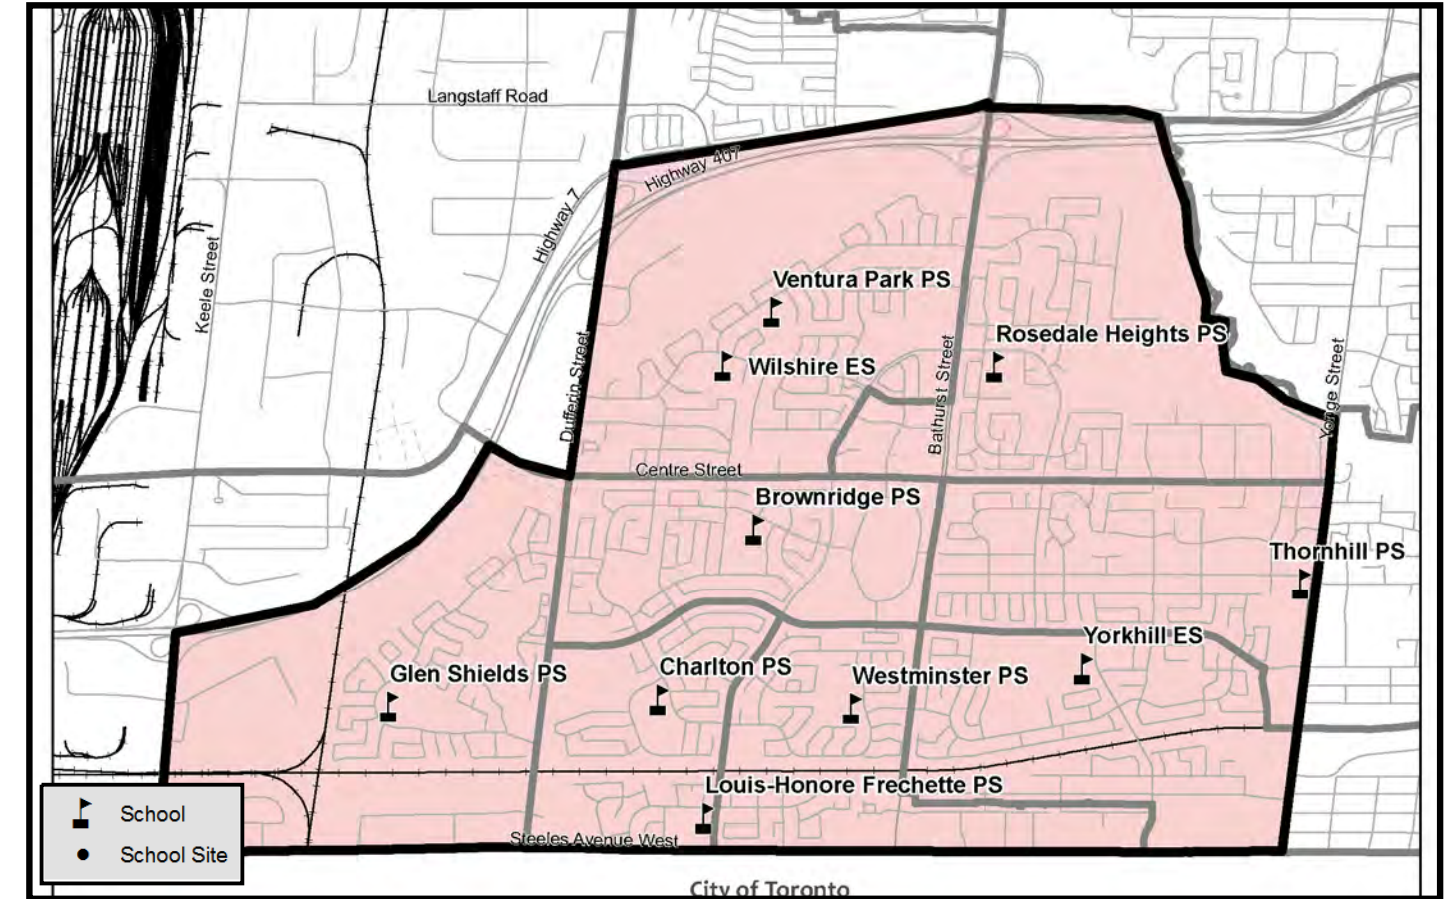 Langstaff Road
Highway 407
Highway 7
Keele Street
Ventura Park PS
Rosedale Heights PS
Wilshire ES
Dufferin Street
Bathurst Street
Yonge Street
Centre Street
Brownridge PS
Thornhill PS
Yorkhill ES
Glen Shields PS
Charlton PS
Westminster PS
Louis-Honore Frechette PS
School
School Site
Steeles Avenue West
City of Toronto